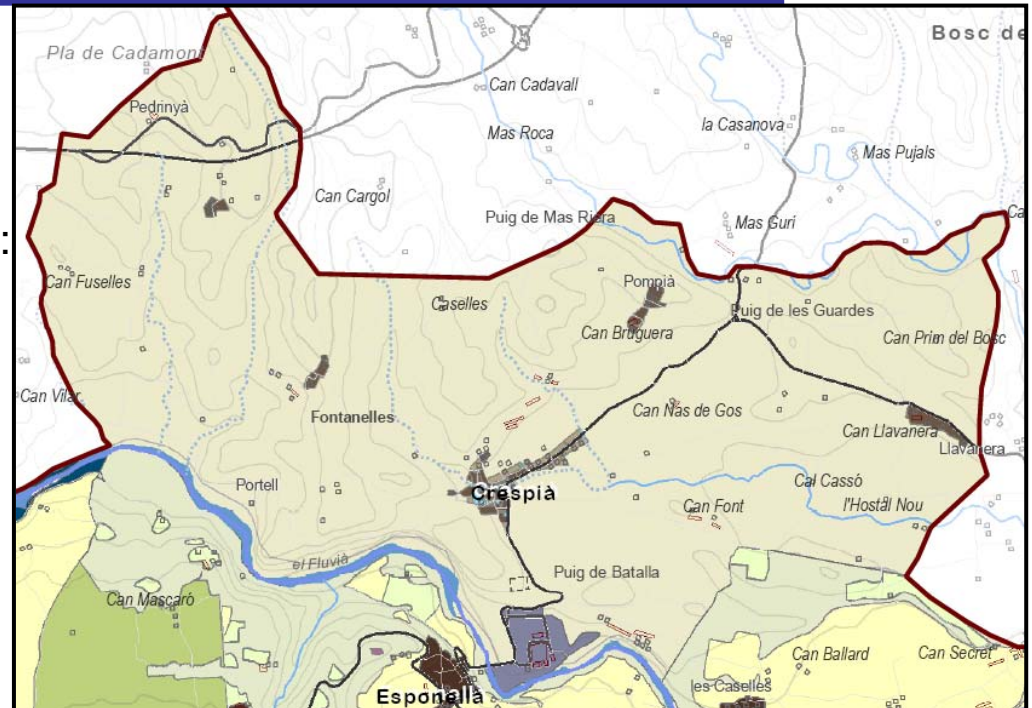 Bosc de
Pla de Cadamont
Can Cadavall
Pedrinyà
la Casanova
Mas Roca
Mas Pujals
Can Cargol
Ca
Puig de Mas Riera
Mas Guri
:
Can Fuselles
Pompià
Caselles
Puig de les Guardes
Can Bruguera
Can Prim del Bosc
Can Vilar
Can Nas de Gos
Fontanelles
Can Llavanera
Llavanera
Cal Cassó
Portell
Crespià
l'Hostal Nou
Can Font
el Fluvià
Puig de Batalla
Can Mascaró
Can Ballard
Can Secret
les Caselles
Esponellà